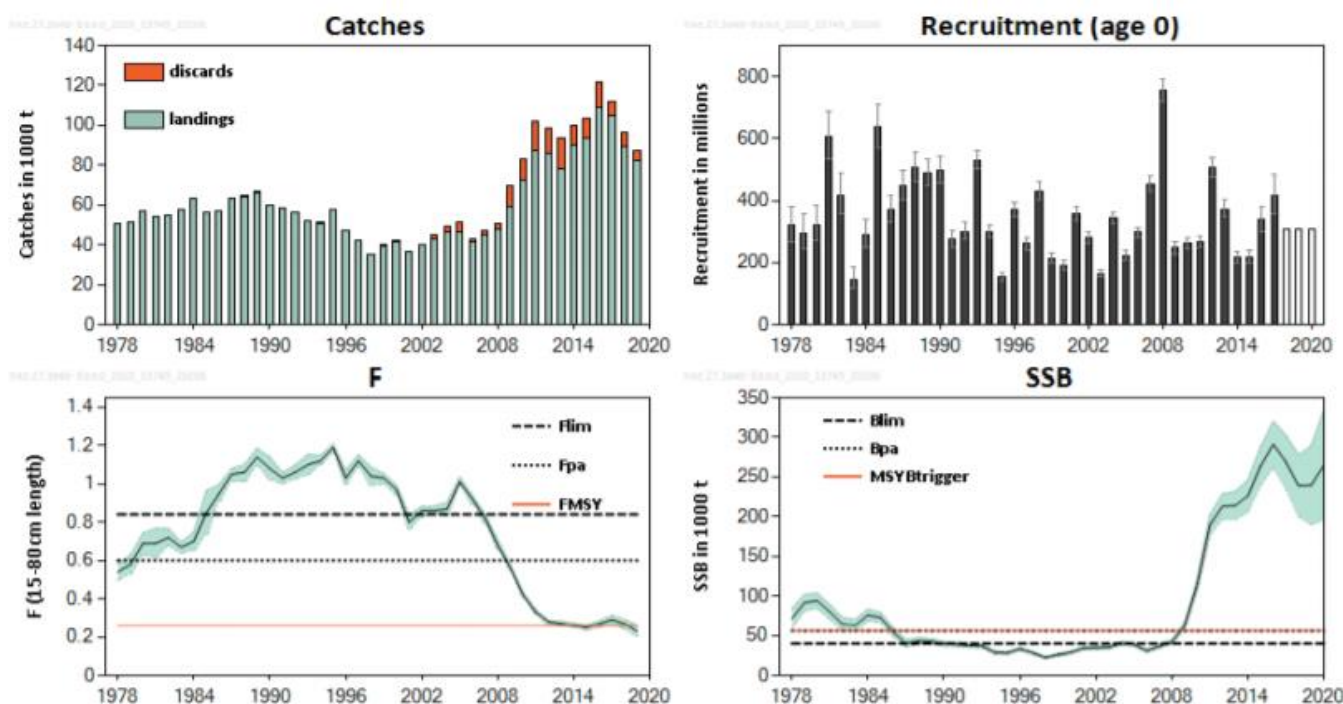 Catches
140
120
100
80
60
40
20
0
Catches in 1000 t
discards
landings
1978 1984 1990 1996 2002 2008 2014 2020
Recruitment (age 0)
800
600
400
200
0
Recruitment in millions
1978 1984 1990 1996 2002 2008 2014 2020
F
1.4
1.2
1
0.8
0.6
0.4
0.2
0
F (15-80 cm length)
Flim
Fpa
FMSY
1978 1984 1990 1996 2002 2008 2014 2020
SSB
350
300
250
200
150
100
50
0
SSB in 1000 t
Blim
Bpa
MSYBtrigger
1978 1984 1990 1996 2002 2008 2014 2020